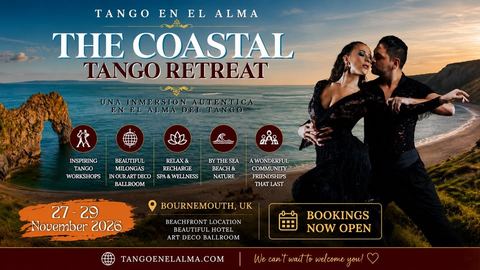 TANGO EN EL ALMA
THE COASTAL
TANGO RETREAT
UNA INMERSION AUTENTICA
EN EL ALMA DEL TANGO
INSPIRING
TANGO
WORKSHOPS
BEAUTIFUL
MILONGAS
IN OUR ART DECO
BALLROOM
RELAX &
RECHARGE
SPA & WELLNESS
BY THE SEA
BEACH &
NATURE
A WONDERFUL
COMMUNITY
FRIENDSHIPS
THAT LAST
27 - 29
November 2026
BOURNEMOUTH, UK
BEACHFRONT LOCATION
BEAUTIFUL HOTEL
ART DECO BALLROOM
BOOKINGS
NOW OPEN
TANGOENELALMA.COM
We can't wait to welcome you!